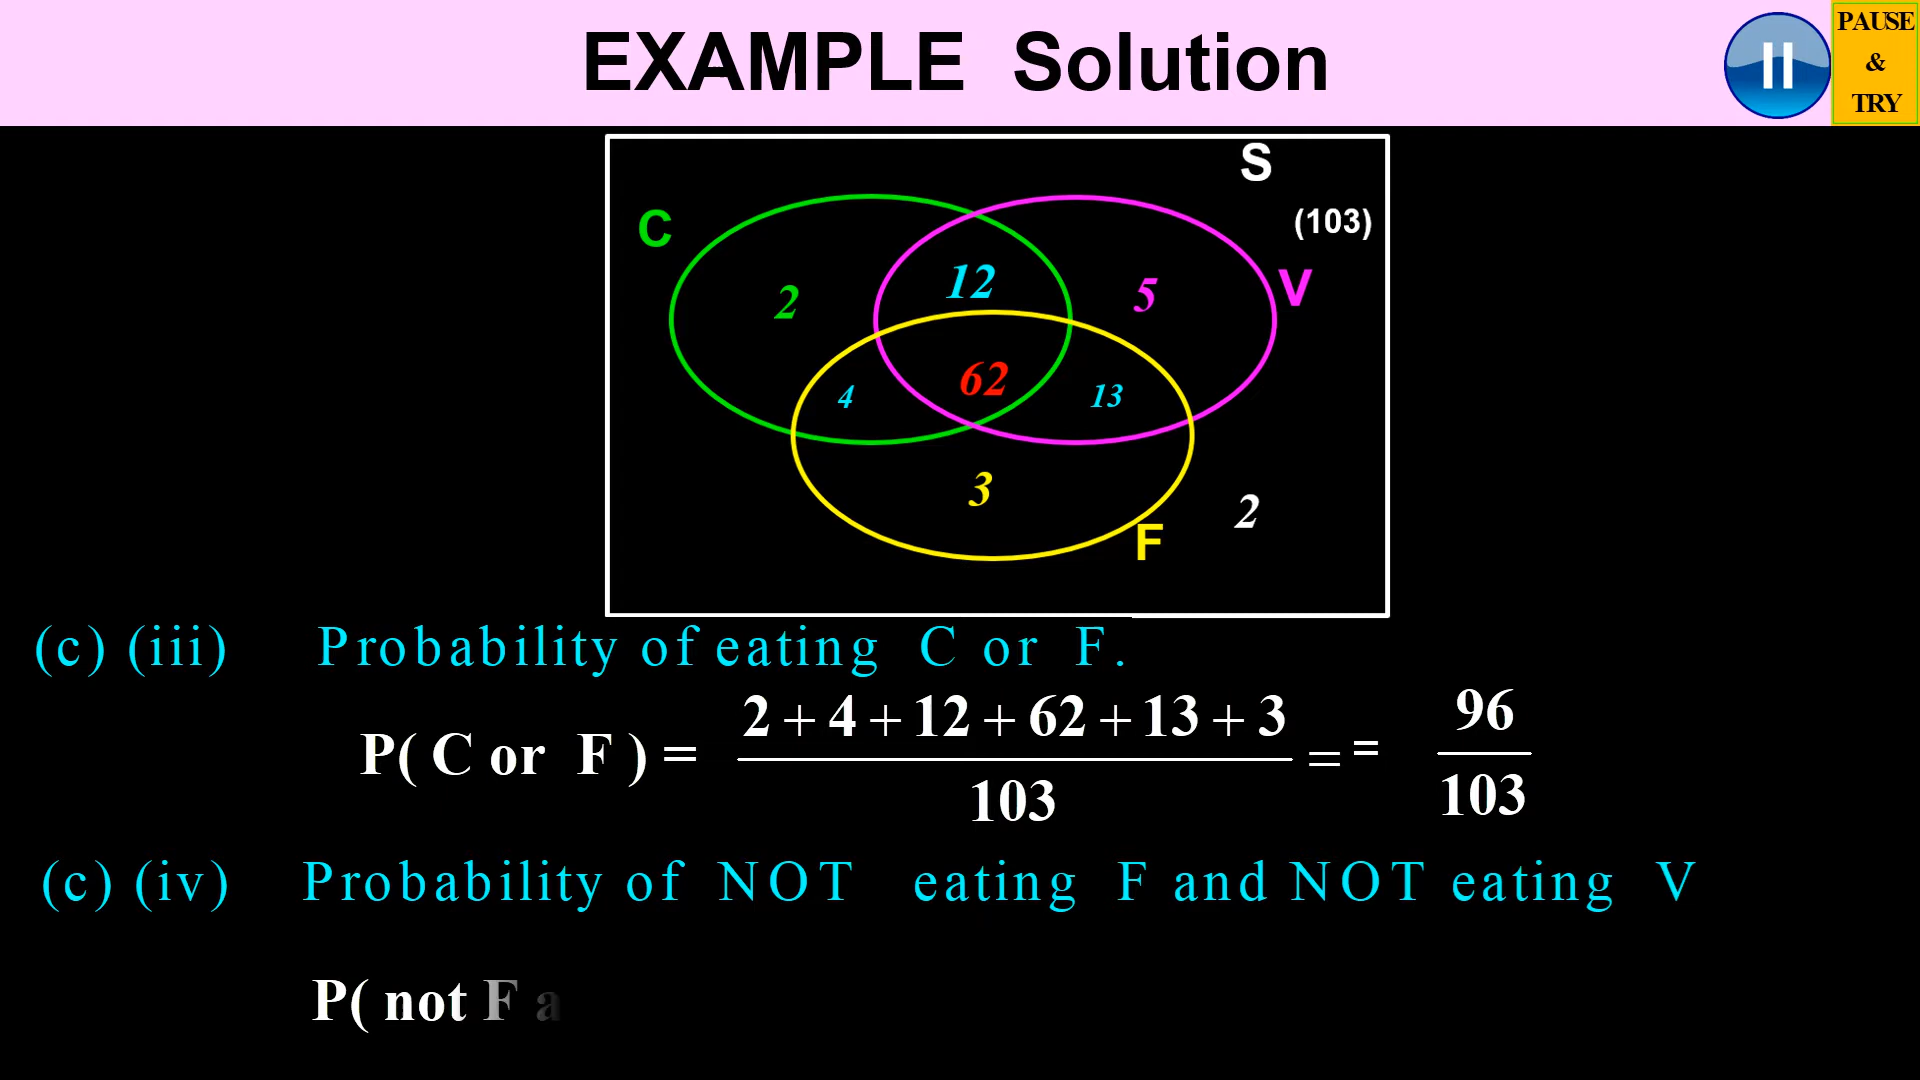 EXAMPLE Solution
PAUSE
&
TRY
S
(103)
C
V
12
2
5
62
4
13
3
2
F
(c) (iii) Probability of eating C or F.
P( C or F ) = 2 + 4 + 12 + 62 + 13 + 3 / 103 = = 96 / 103
(c) (iv) Probability of NOT eating F and NOT eating V
P( not F a